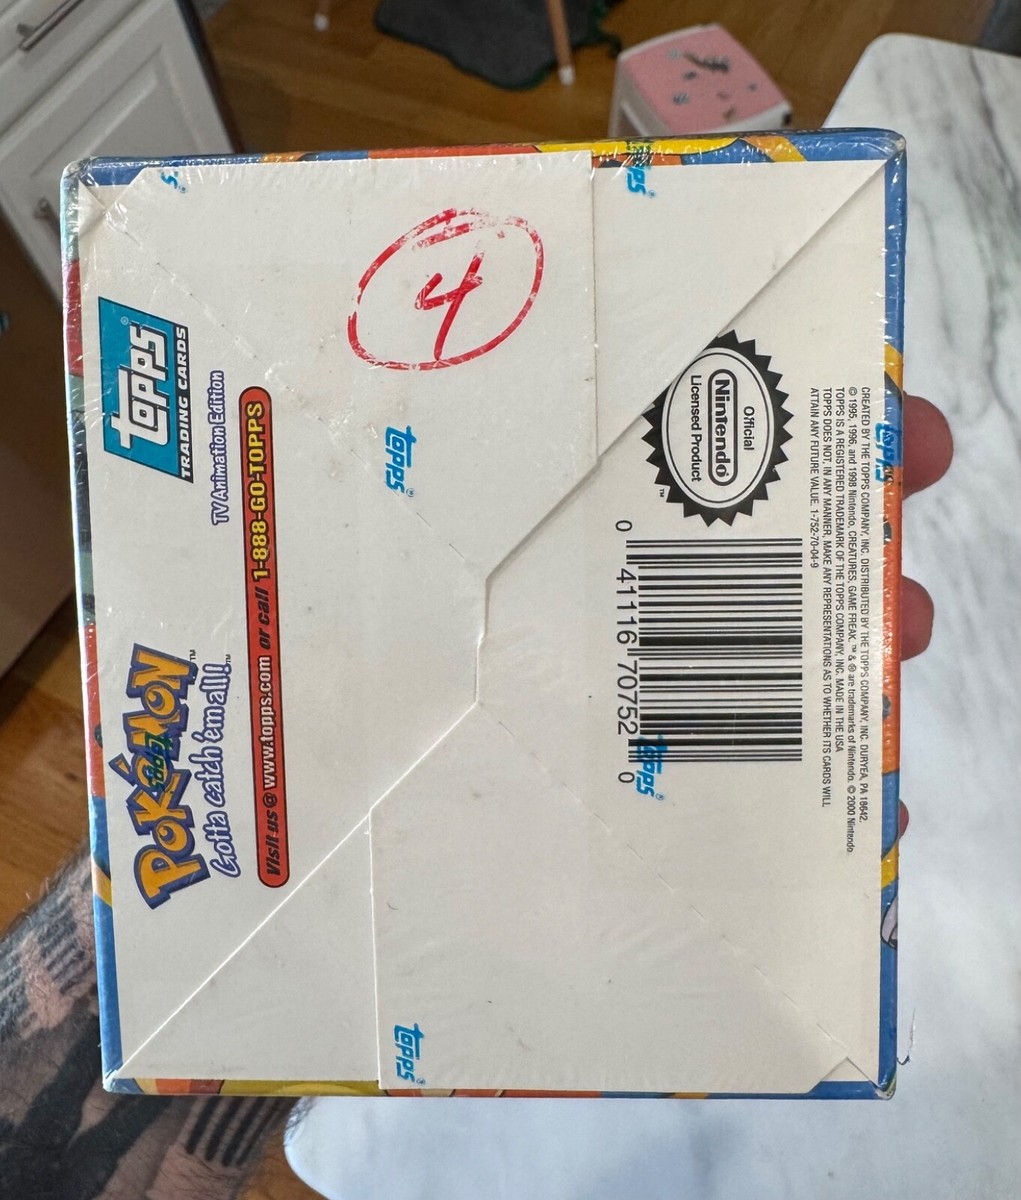 4
topps®
TRADING CARDS
TV Animation Edition
POKéMON™
Gotta catch 'em all!™
Visit us @ www.topps.com or call 1-888-GO-TOPPS
Official
Nintendo®
Licensed Product
™
0 41116 70752 0
CREATED BY THE TOPPS COMPANY, INC. DISTRIBUTED BY THE TOPPS COMPANY, INC. DURYEA, PA 18642.
© 1995, 1996, and 1998 Nintendo, CREATURES, GAME FREAK. ™ & ® are trademarks of Nintendo. © 2000 Nintendo.
TOPPS IS A REGISTERED TRADEMARK OF THE TOPPS COMPANY, INC. MADE IN THE USA
TOPPS DOES NOT, IN ANY MANNER, MAKE ANY REPRESENTATIONS AS TO WHETHER ITS CARDS WILL
ATTAIN ANY FUTURE VALUE. 1-752-70-04-9
topps®
topps®
topps®
topps®
topps
topps